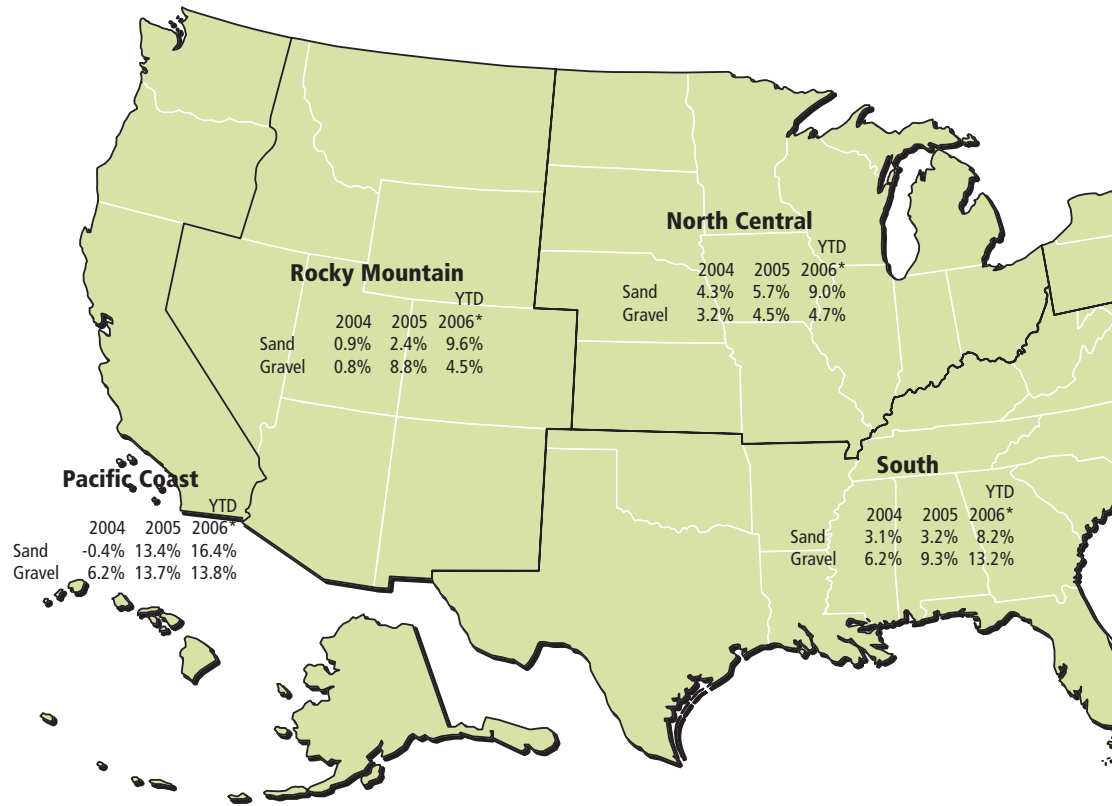 North Central
YTD
2004 2005 2006*
Sand 4.3% 5.7% 9.0%
Gravel 3.2% 4.5% 4.7%
Rocky Mountain
YTD
2004 2005 2006*
Sand 0.9% 2.4% 9.6%
Gravel 0.8% 8.8% 4.5%
South
YTD
2004 2005 2006*
Sand 3.1% 3.2% 8.2%
Gravel 6.2% 9.3% 13.2%
Pacific Coast
YTD
2004 2005 2006*
Sand -0.4% 13.4% 16.4%
Gravel 6.2% 13.7% 13.8%